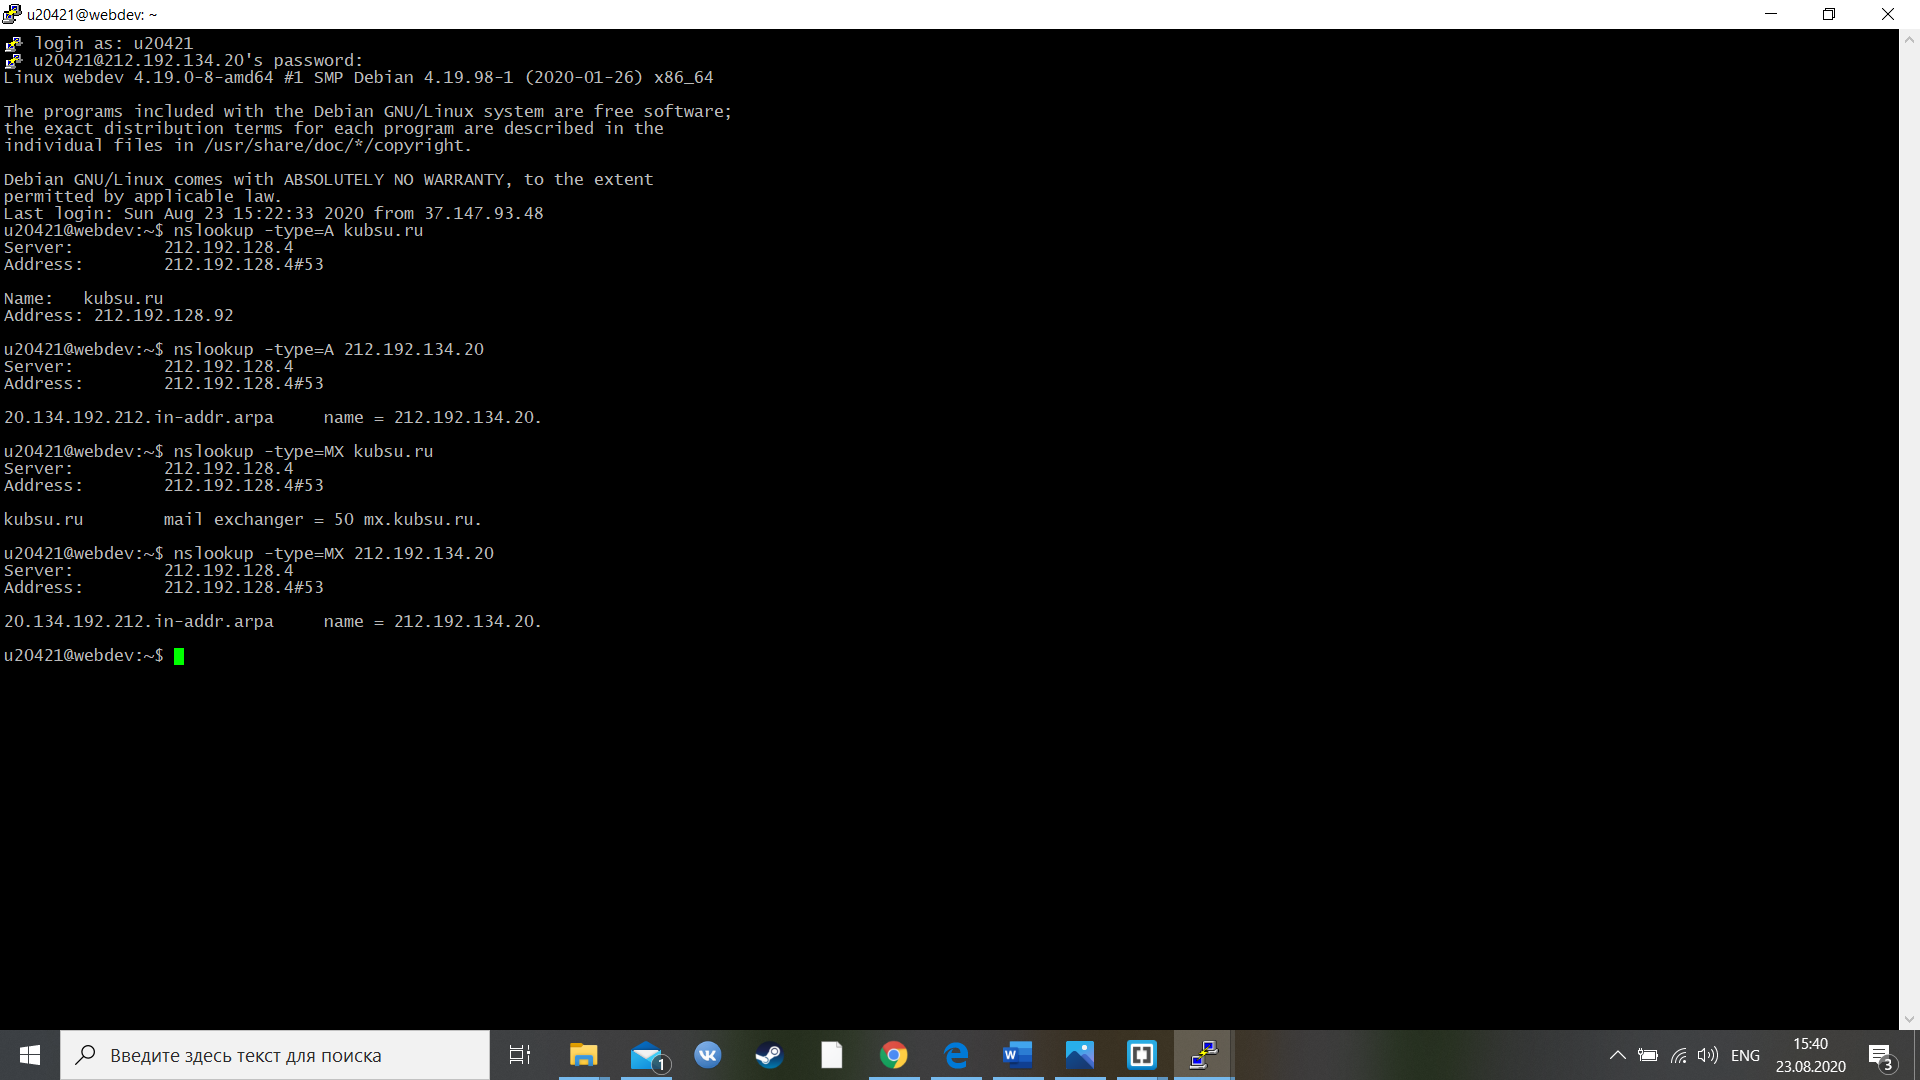 u20421@webdev: ~
login as: u20421
u20421@212.192.134.20's password:
Linux webdev 4.19.0-8-amd64 #1 SMP Debian 4.19.98-1 (2020-01-26) x86_64
The programs included with the Debian GNU/Linux system are free software;
the exact distribution terms for each program are described in the
individual files in /usr/share/doc/*/copyright.
Debian GNU/Linux comes with ABSOLUTELY NO WARRANTY, to the extent
permitted by applicable law.
Last login: Sun Aug 23 15:22:33 2020 from 37.147.93.48
u20421@webdev:~$ nslookup -type=A kubsu.ru
Server: 212.192.128.4
Address: 212.192.128.4#53
Name: kubsu.ru
Address: 212.192.128.92
u20421@webdev:~$ nslookup -type=A 212.192.134.20
Server: 212.192.128.4
Address: 212.192.128.4#53
20.134.192.212.in-addr.arpa name = 212.192.134.20.
u20421@webdev:~$ nslookup -type=MX kubsu.ru
Server: 212.192.128.4
Address: 212.192.128.4#53
kubsu.ru mail exchanger = 50 mx.kubsu.ru.
u20421@webdev:~$ nslookup -type=MX 212.192.134.20
Server: 212.192.128.4
Address: 212.192.128.4#53
20.134.192.212.in-addr.arpa name = 212.192.134.20.
u20421@webdev:~$
Введите здесь текст для поиска
1
W
ENG
15:40
23.08.2020
3